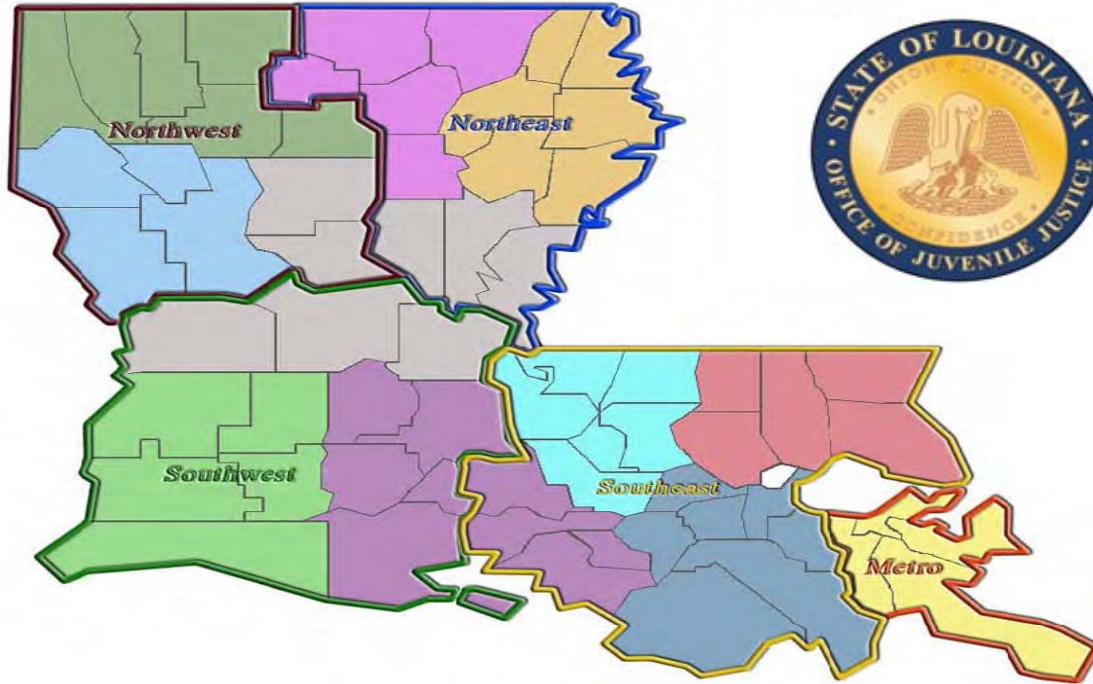 Northwest
Northeast
Southwest
Southeast
Metro
STATE OF LOUISIANA
OFFICE OF JUVENILE JUSTICE
UNION · JUSTICE
CONFIDENCE